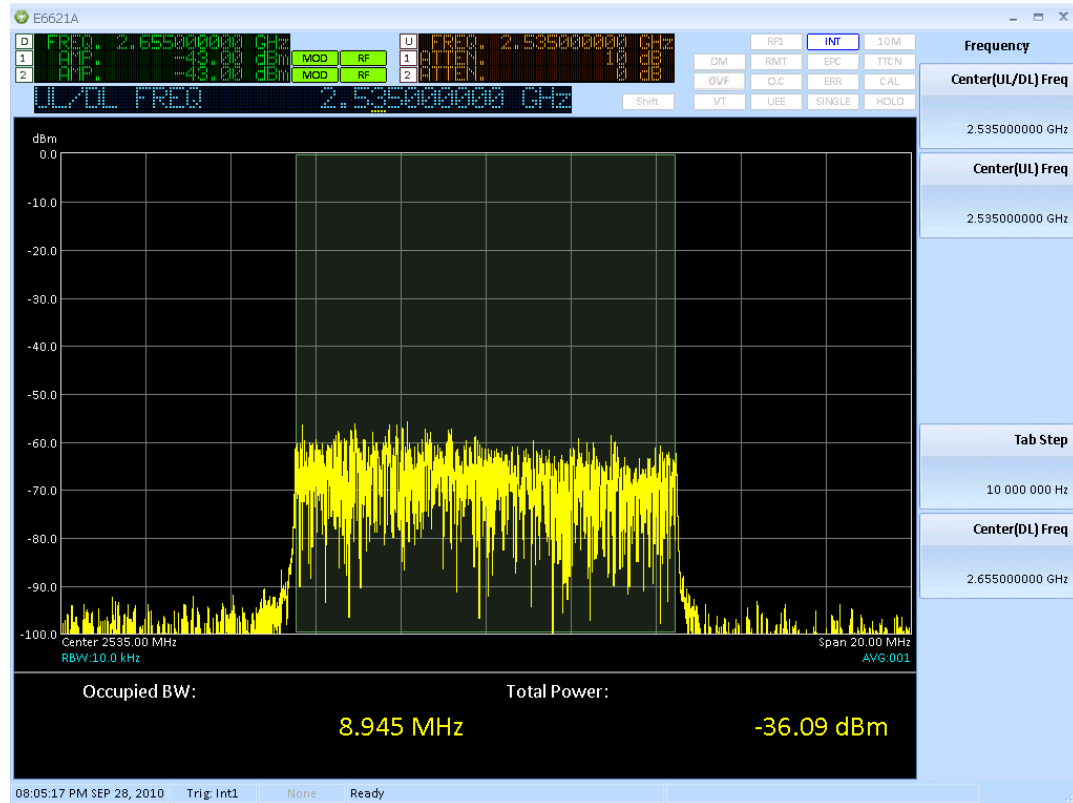 E6621A
D FREQ. 2.655000000 GHz
1 AMP. -43.00 dBm MOD RF
2 AMP. -43.00 dBm MOD RF
U FREQ. 2.535000000 GHz
1 ATTEN. 10 dB
2 ATTEN. 0 dB
UL/DL FREQ 2.535000000 GHz
Shift
RF1 INT 10M
DM RMT EPC TTCN
OVF O.C ERR CAL
VT UEE SINGLE HOLD
Frequency
Center(UL/DL) Freq
2.535000000 GHz
Center(UL) Freq
2.535000000 GHz
Tab Step
10 000 000 Hz
Center(DL) Freq
2.655000000 GHz
dBm
0.0
-10.0
-20.0
-30.0
-40.0
-50.0
-60.0
-70.0
-80.0
-90.0
-100.0
Center 2535.00 MHz Span 20.00 MHz
RBW:10.0 kHz AVG:001
Occupied BW: Total Power:
8.945 MHz -36.09 dBm
08:05:17 PM SEP 28, 2010 Trig: Int1 None Ready